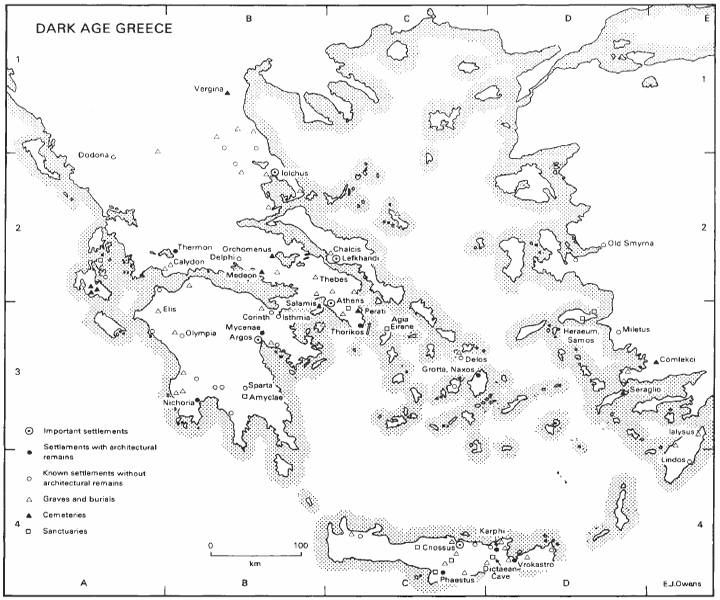 B
C
D
E
DARK AGE GREECE
1
1
Vergina
Dodona
Iolchus
2
2
Thermon
Orchomenus
Chalcis
Old Smyrna
Delphi
Lefkhandi
Calydon
Medeon
Thebes
Salamis
Athens
Elis
Corinth
Isthmia
Perati
Agia
Eirene
Olympia
Mycenae
Thorikos
Heraeum,
Samos
Miletus
Argos
Delos
3
3
Grotta, Naxos
Cömlekci
Sparta
Seraglio
Amyclae
Nichoria
Ialysus
Important settlements
Settlements with architectural
remains
Lindos
Known settlements without
architectural remains
Graves and burials
Cemeteries
Sanctuaries
4
4
Karphi
Cnossus
0
100
km
Dictaean
Cave
Vrokastro
Phaestus
A
B
C
D
E.J.Owens